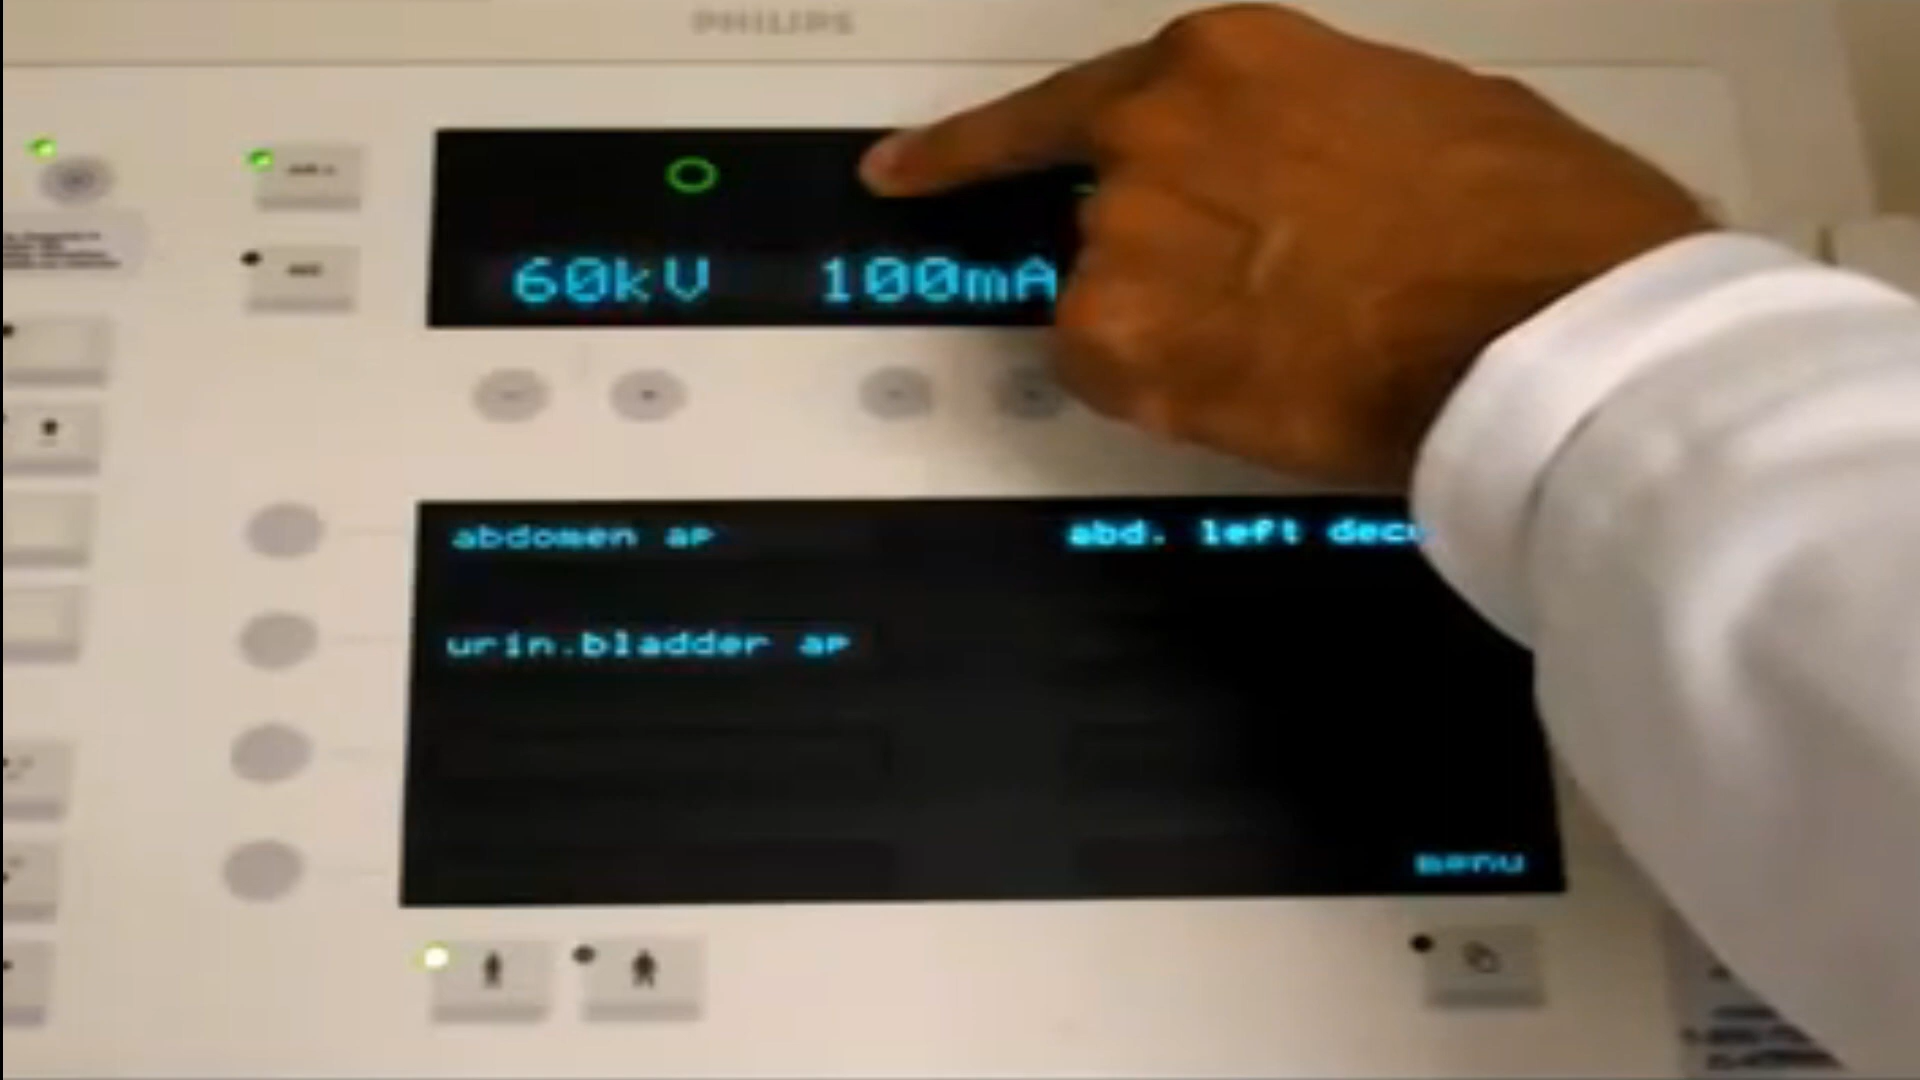 PHILIPS
60kV 100mA
abdomen ap abd. left decu
urin.bladder ap
menu